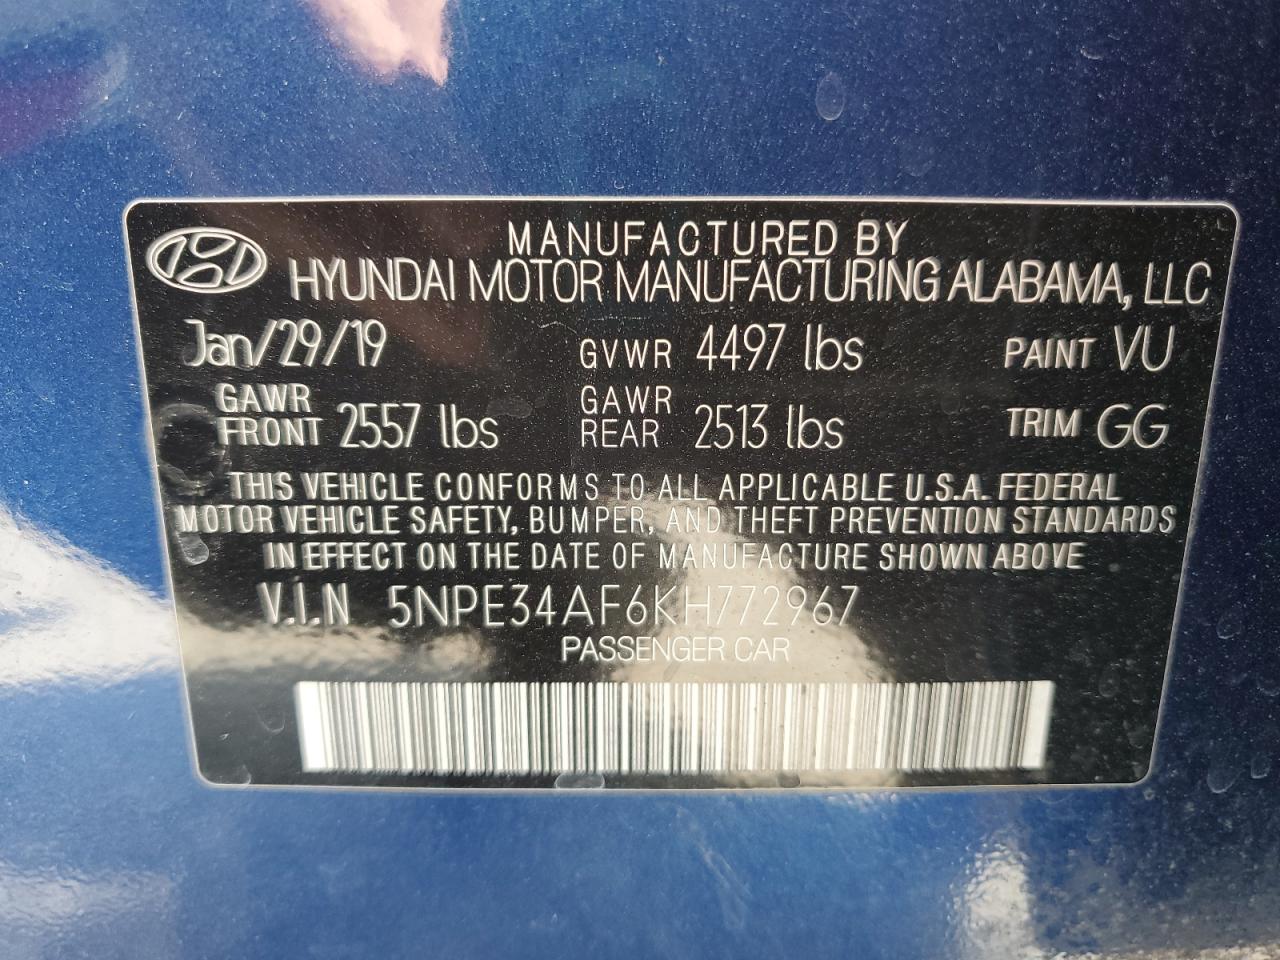 MANUFACTURED BY
HYUNDAI MOTOR MANUFACTURING ALABAMA, LLC
Jan/29/19 GVWR 4497 lbs PAINT VU
GAWR FRONT 2557 lbs GAWR REAR 2513 lbs TRIM GG
THIS VEHICLE CONFORMS TO ALL APPLICABLE U.S.A. FEDERAL
MOTOR VEHICLE SAFETY, BUMPER, AND THEFT PREVENTION STANDARDS
IN EFFECT ON THE DATE OF MANUFACTURE SHOWN ABOVE
V.I.N 5NPE34AF6KH772967
PASSENGER CAR